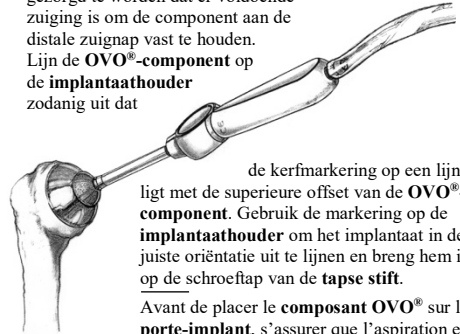 gezorgd te worden dat er voldoende
zuiging is om de component aan de
distale zuignap vast te houden.
Lijn de OVO®-component op
de implantaathouder
zodanig uit dat
de kerfmarkering op een lijn
ligt met de superieure offset van de OVO®-
component. Gebruik de markering op de
implantaathouder om het implantaat in de
juiste oriëntatie uit te lijnen en breng hem
op de schroeftap van de tapse stift.
Avant de placer le composant OVO® sur
porte-implant, s'assurer que l'aspiration